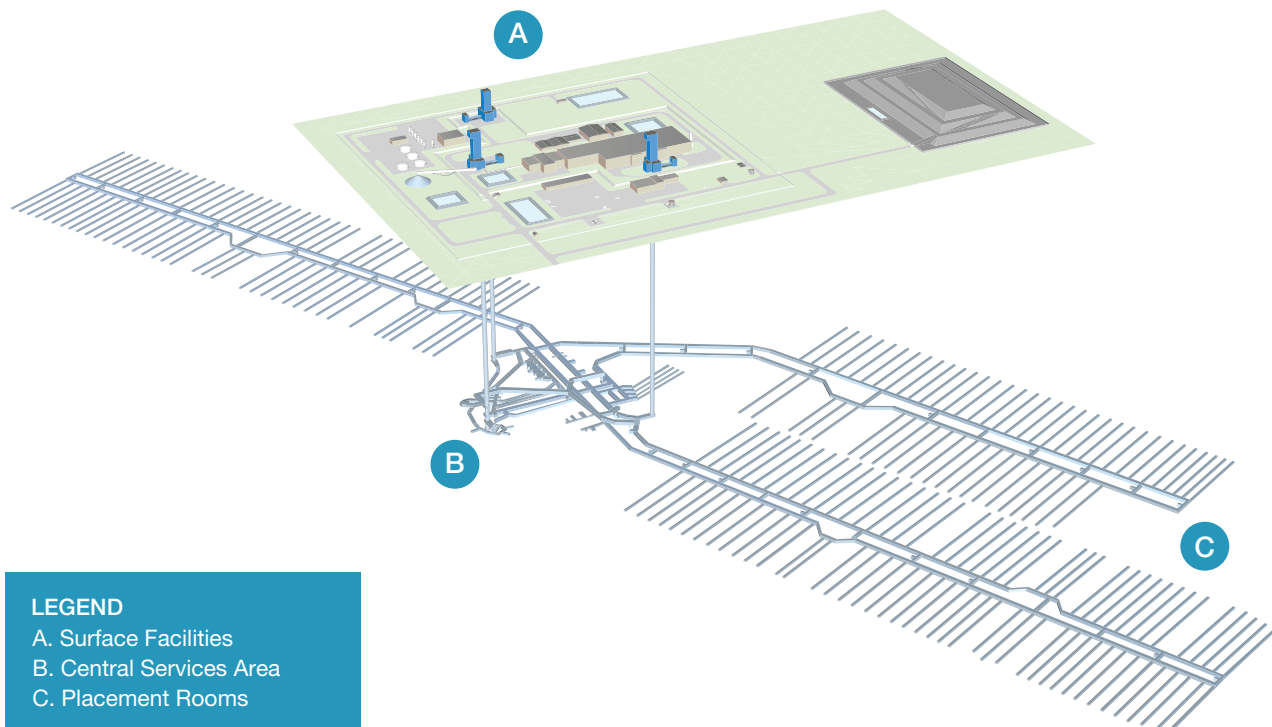 A
B
C
LEGEND
A. Surface Facilities
B. Central Services Area
C. Placement Rooms